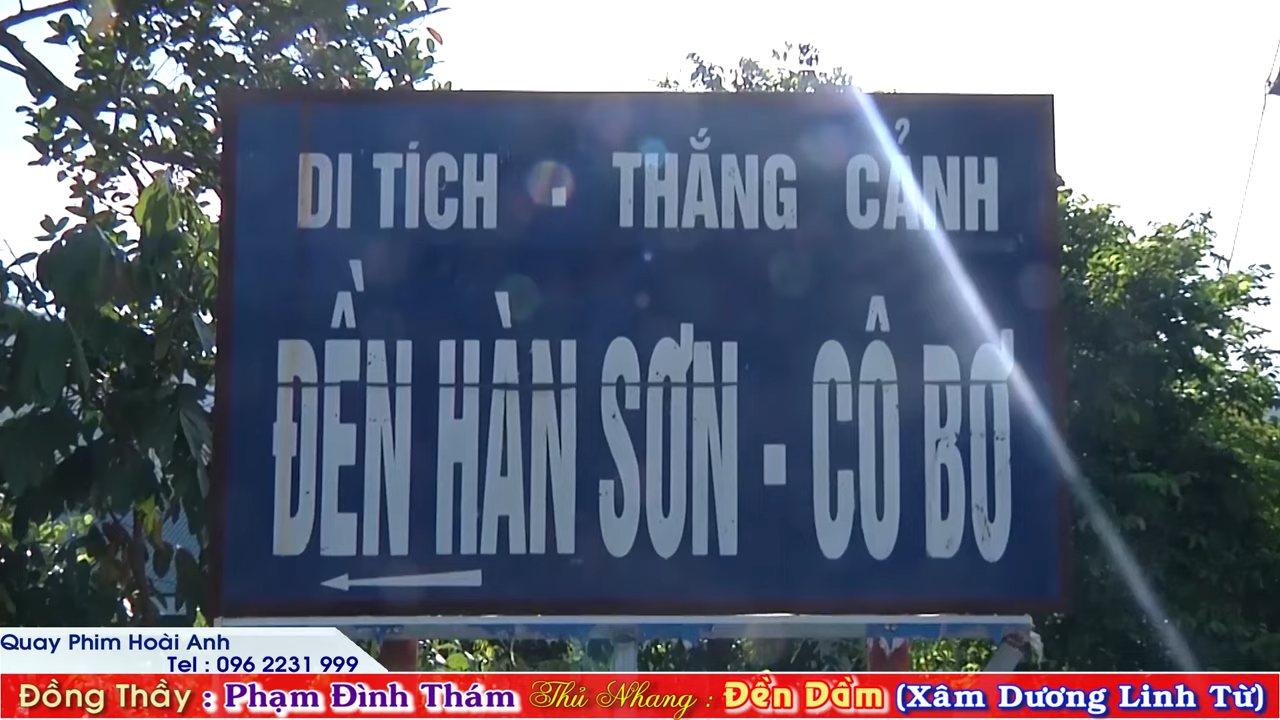 DI TÍCH - THẮNG CẢNH
ĐỀN HÀN SƠN - CÔ BƠ
Quay Phim Hoài Anh
Tel : 096 2231 999
Đồng Thầy : Phạm Đình Thám Thủ Nhang : Đền Dầm (Xâm Dương Linh Từ)